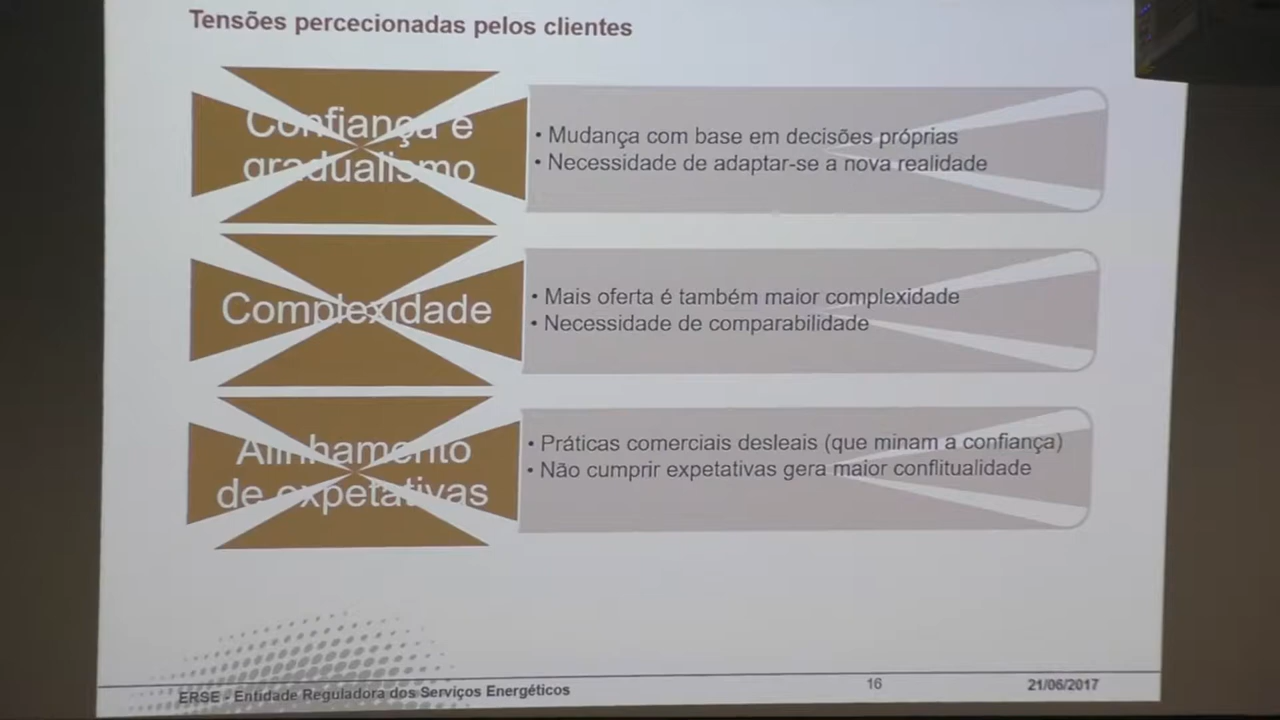 Tensões percecionadas pelos clientes
Confiança e
gradualismo
• Mudança com base em decisões próprias
• Necessidade de adaptar-se a nova realidade
Complexidade
• Mais oferta é também maior complexidade
• Necessidade de comparabilidade
Alinhamento
de expetativas
• Práticas comerciais desleais (que minam a confiança)
• Não cumprir expetativas gera maior conflitualidade
ERSE - Entidade Reguladora dos Serviços Energéticos
16
21/06/2017